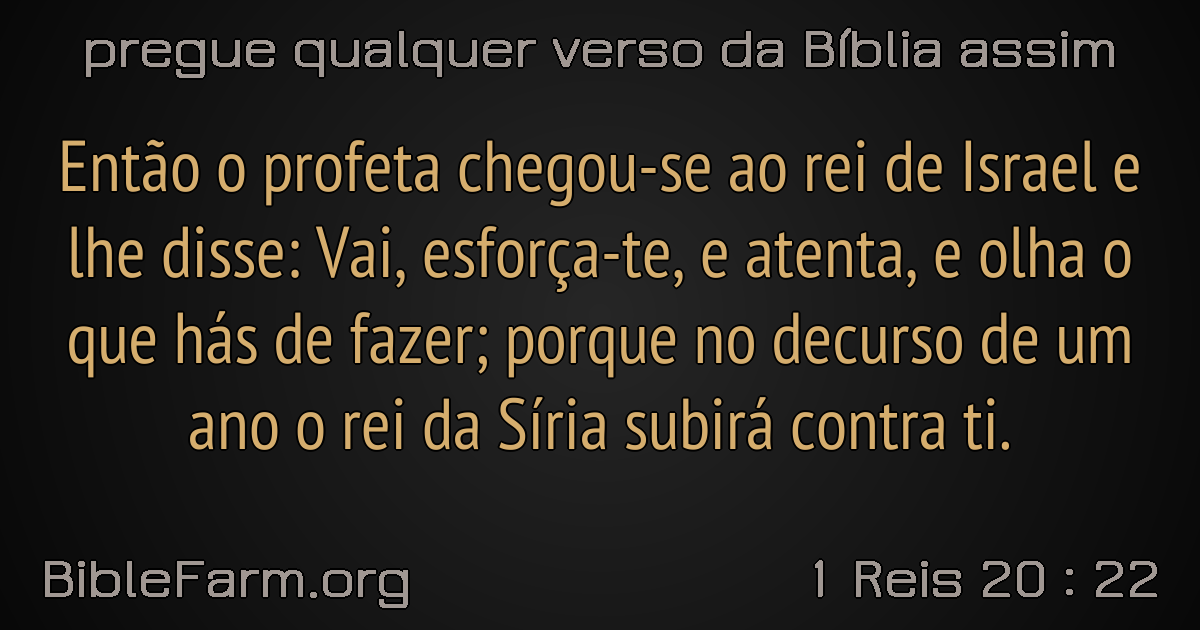 pregue qualquer verso da Bíblia assim
Então o profeta chegou-se ao rei de Israel e
lhe disse: Vai, esforça-te, e atenta, e olha o
que hás de fazer; porque no decurso de um
ano o rei da Síria subirá contra ti.
BibleFarm.org
1 Reis 20 : 22